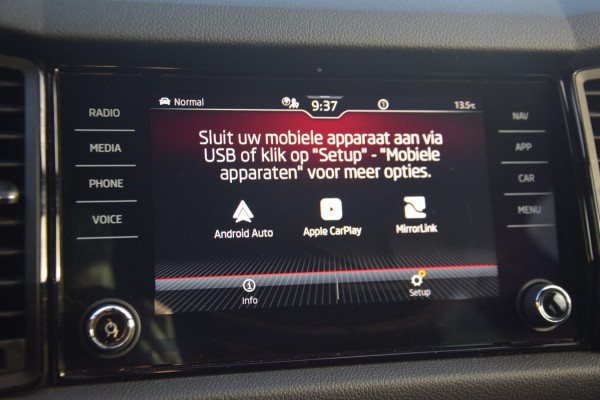 Normal 9:37 13.5°C
RADIO
MEDIA
PHONE
VOICE
NAV
APP
CAR
MENU
Sluit uw mobiele apparaat aan via
USB of klik op "Setup" - "Mobiele
apparaten" voor meer opties.
Android Auto Apple CarPlay MirrorLink
Info Setup